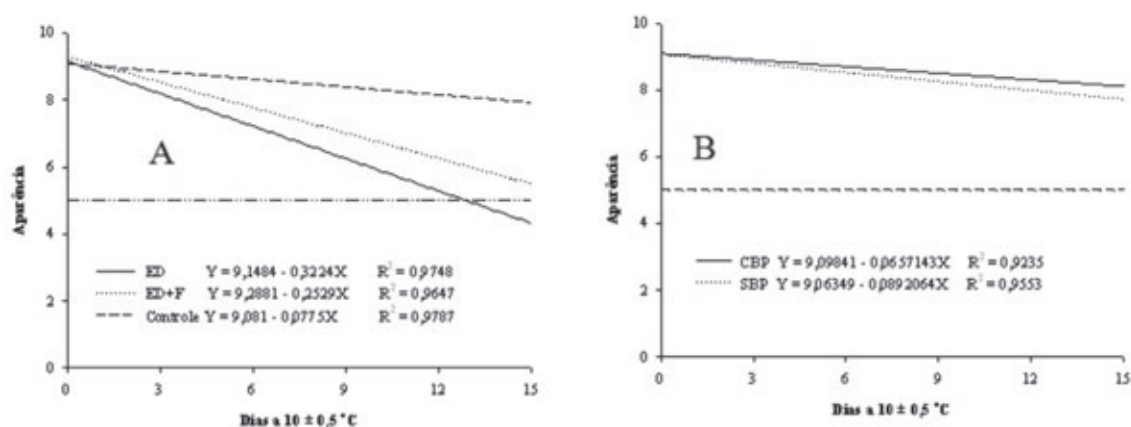 10
8
6
4
2
0
Aparência
A
ED Y = 9,1484 - 0,3224X R² = 0,9748
ED+F Y = 9,2881 - 0,2529X R² = 0,9647
Controle Y = 9,081 - 0,0775X R² = 0,9787
0 3 6 9 12 15
Dias a 10 ± 0,5 °C
10
8
6
4
2
0
Aparência
B
CBP Y = 9,09841 - 0,0657143X R² = 0,9235
SBP Y = 9,06349 - 0,0892064X R² = 0,9553
0 3 6 9 12 15
Dias a 10 ± 0,5 °C